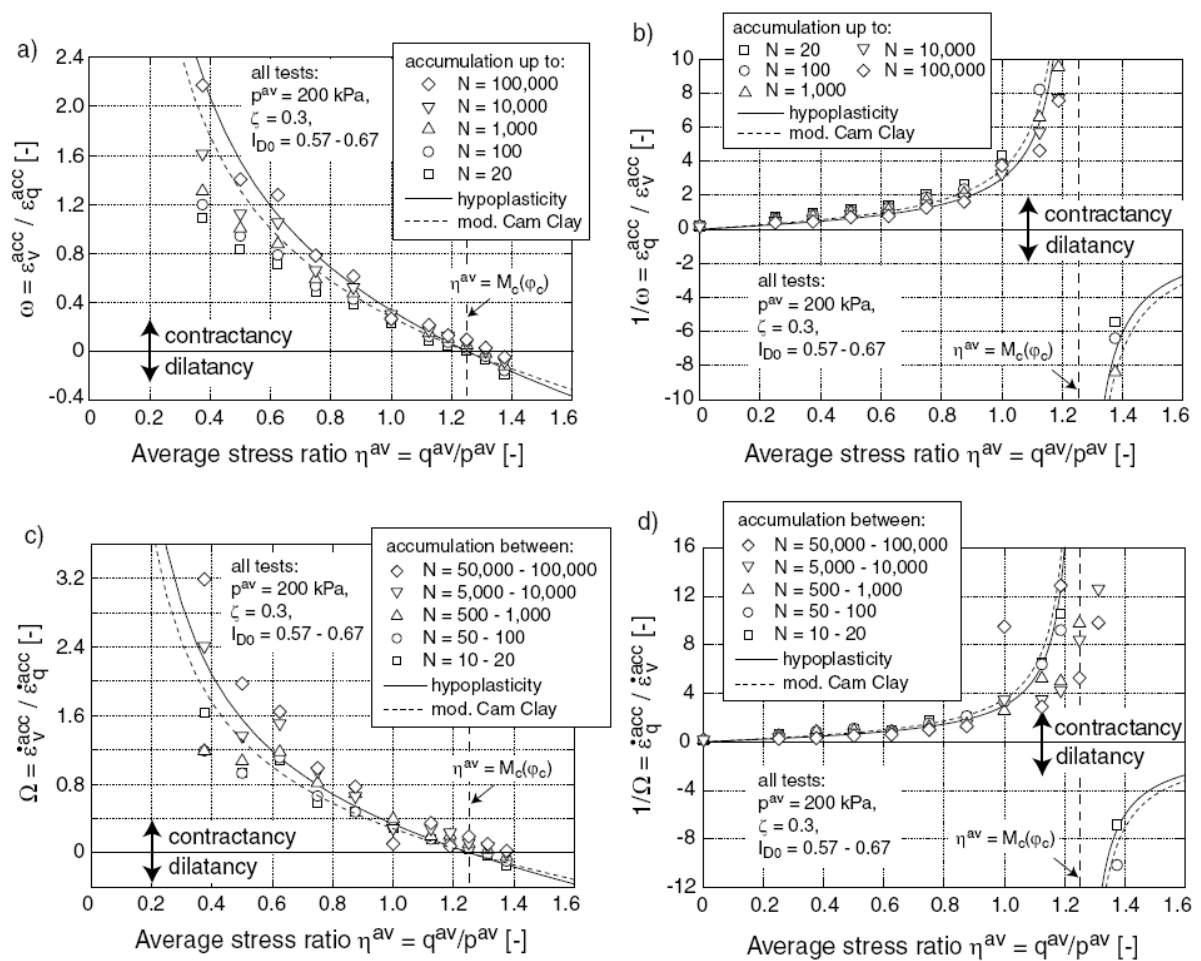 a)
ω = ε_v^acc / ε_q^acc [-]
2.4
2.0
1.6
1.2
0.8
0.4
0
-0.4
all tests:
p^av = 200 kPa,
ζ = 0.3,
I_D0 = 0.57 - 0.67
accumulation up to:
N = 100,000
N = 10,000
N = 1,000
N = 100
N = 20
hypoplasticity
mod. Cam Clay
η^av = M_c(φ_c)
contractancy
dilatancy
0 0.2 0.4 0.6 0.8 1.0 1.2 1.4 1.6
Average stress ratio η^av = q^av/p^av [-]
b)
accumulation up to:
N = 20 N = 10,000
N = 100 N = 100,000
N = 1,000
hypoplasticity
mod. Cam Clay
1/ω = ε_q^acc / ε_v^acc [-]
10
8
6
4
2
0
-2
-4
-6
-8
-10
contractancy
dilatancy
all tests:
p^av = 200 kPa,
ζ = 0.3,
I_D0 = 0.57 - 0.67
η^av = M_c(φ_c)
0 0.2 0.4 0.6 0.8 1.0 1.2 1.4 1.6
Average stress ratio η^av = q^av/p^av [-]
c)
Ω = ε̇_v^acc / ε̇_q^acc [-]
3.2
2.4
1.6
0.8
0
all tests:
p^av = 200 kPa,
ζ = 0.3,
I_D0 = 0.57 - 0.67
accumulation between:
N = 50,000 - 100,000
N = 5,000 - 10,000
N = 500 - 1,000
N = 50 - 100
N = 10 - 20
hypoplasticity
mod. Cam Clay
η^av = M_c(φ_c)
contractancy
dilatancy
0 0.2 0.4 0.6 0.8 1.0 1.2 1.4 1.6
Average stress ratio η^av = q^av/p^av [-]
d)
accumulation between:
N = 50,000 - 100,000
N = 5,000 - 10,000
N = 500 - 1,000
N = 50 - 100
N = 10 - 20
hypoplasticity
mod. Cam Clay
1/Ω = ε̇_q^acc / ε̇_v^acc [-]
16
12
8
4
0
-4
-8
-12
contractancy
dilatancy
all tests:
p^av = 200 kPa,
ζ = 0.3,
I_D0 = 0.57 - 0.67
η^av = M_c(φ_c)
0 0.2 0.4 0.6 0.8 1.0 1.2 1.4 1.6
Average stress ratio η^av = q^av/p^av [-]